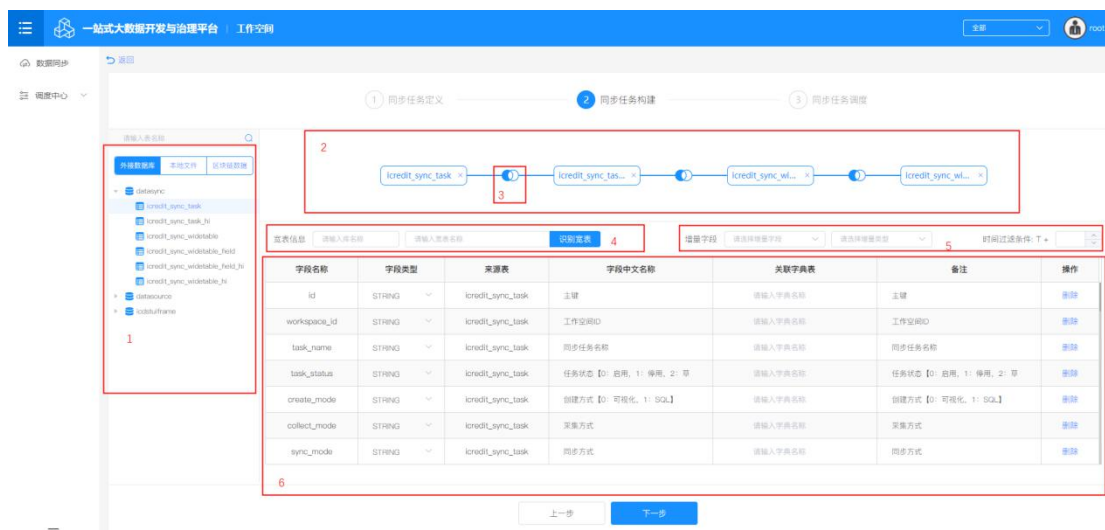 一站式大数据开发与治理平台 | 工作空间 全部 root
数据同步
调度中心
返回
1 同步任务定义 2 同步任务构建 3 同步任务调度
请输入表名称
外接数据库 本地文件 区块链数据
datasync
icredit_sync_task
icredit_sync_task_hi
icredit_sync_widetable
icredit_sync_widetable_field
icredit_sync_widetable_field_hi
icredit_sync_widetable_hi
datasource
1
2
icredit_sync_task × icredit_sync_tas... × icredit_sync_wi... × icredit_sync_wi... ×
3
宽表信息 请输入库名称 请输入宽表名称 识别宽表 4 增量字段 请选择增量字段 请选择增量类型 5 时间过滤条件: T +
字段名称 字段类型 来源表 字段中文名称 关联字典表 备注 操作
id STRING icredit_sync_task 主键 请输入字典名称 主键 删除
workspace_id STRING icredit_sync_task 工作空间ID 请输入字典名称 工作空间ID 删除
task_name STRING icredit_sync_task 同步任务名称 请输入字典名称 同步任务名称 删除
task_status STRING icredit_sync_task 任务状态【0: 启用, 1: 停用, 2: 草 请输入字典名称 任务状态【0: 启用, 1: 停用, 2: 草 删除
create_mode STRING icredit_sync_task 创建方式【0: 可视化, 1: SQL】 请输入字典名称 创建方式【0: 可视化, 1: SQL】 删除
collect_mode STRING icredit_sync_task 采集方式 请输入字典名称 采集方式 删除
sync_mode STRING icredit_sync_task 同步方式 请输入字典名称 同步方式 删除
6
上一步 下一步